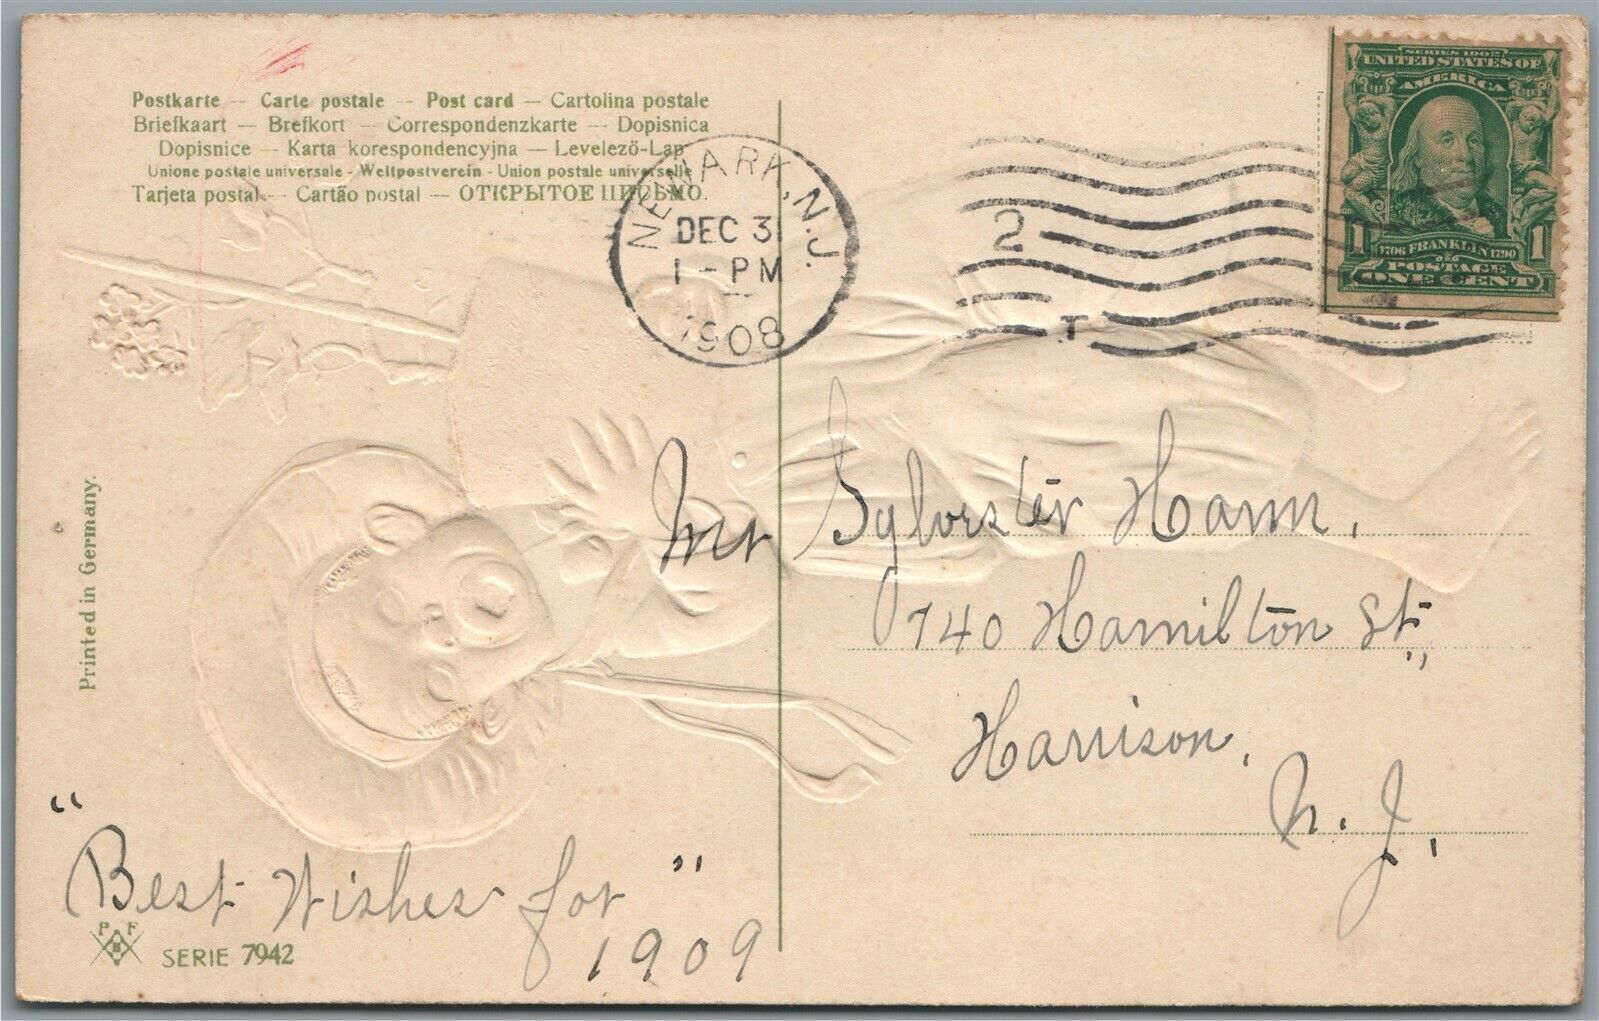 Postkarte — Carte postale — Post card — Cartolina postale
Briefkaart — Brefkort — Correspondenzkarte — Dopisnica
Dopisnice — Karta korespondencyjna — Levelező-Lap
Unione postale universale - Weltpostverein - Union postale universelle
Tarjeta postal — Cartão postal — ОТКРЫТОЕ ПИСЬМО.
NEWARK, N.J.
DEC 31
1 - PM
1908
2
T
SERIES 1902
UNITED STATES OF
AMERICA
1706 FRANKLIN 1790
1 1
POSTAGE
ONE CENT
Mr Sylvester Hamm.
740 Hamilton St.,
Harrison,
N. J.
Printed in Germany.
"Best Wishes for"
1909
P F
B
SERIE 7942